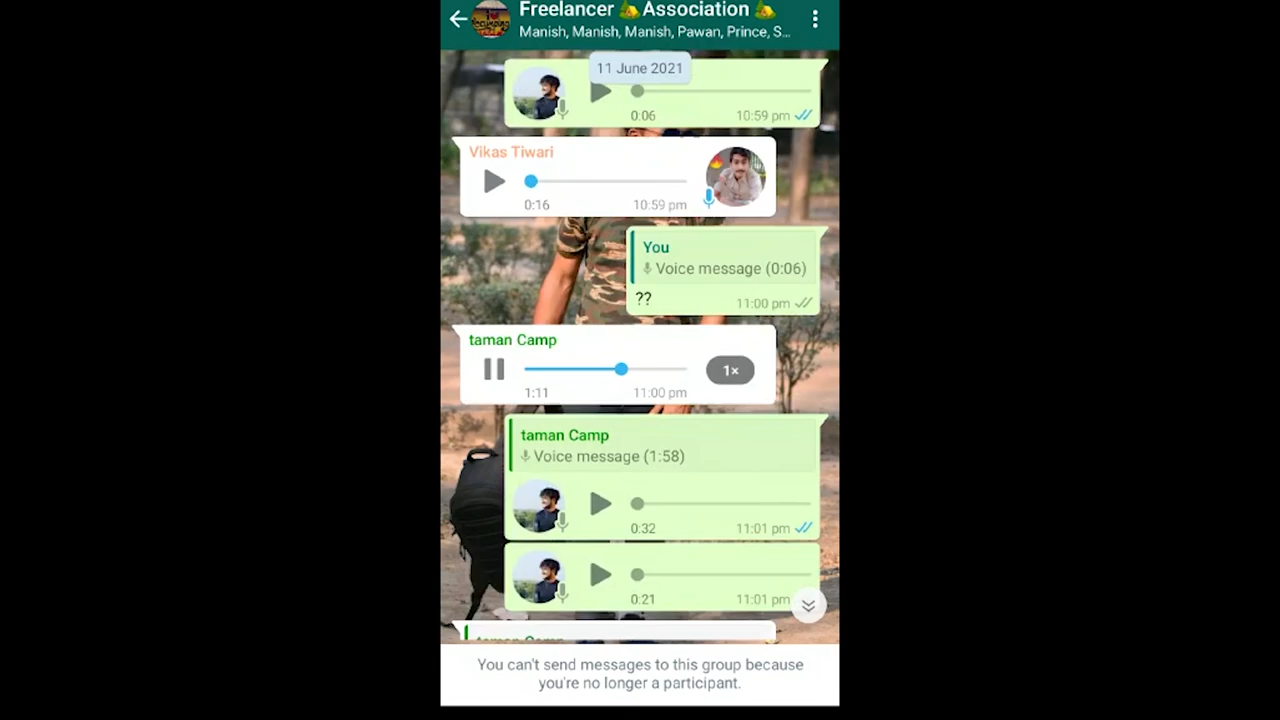 Freelancer 🏕️Association 🏕️
Manish, Manish, Manish, Pawan, Prince, S...
11 June 2021
0:06 10:59 pm
Vikas Tiwari
0:16 10:59 pm
You
Voice message (0:06)
?? 11:00 pm
taman Camp
1×
1:11 11:00 pm
taman Camp
Voice message (1:58)
0:32 11:01 pm
0:21 11:01 pm
taman Camp
You can't send messages to this group because
you're no longer a participant.